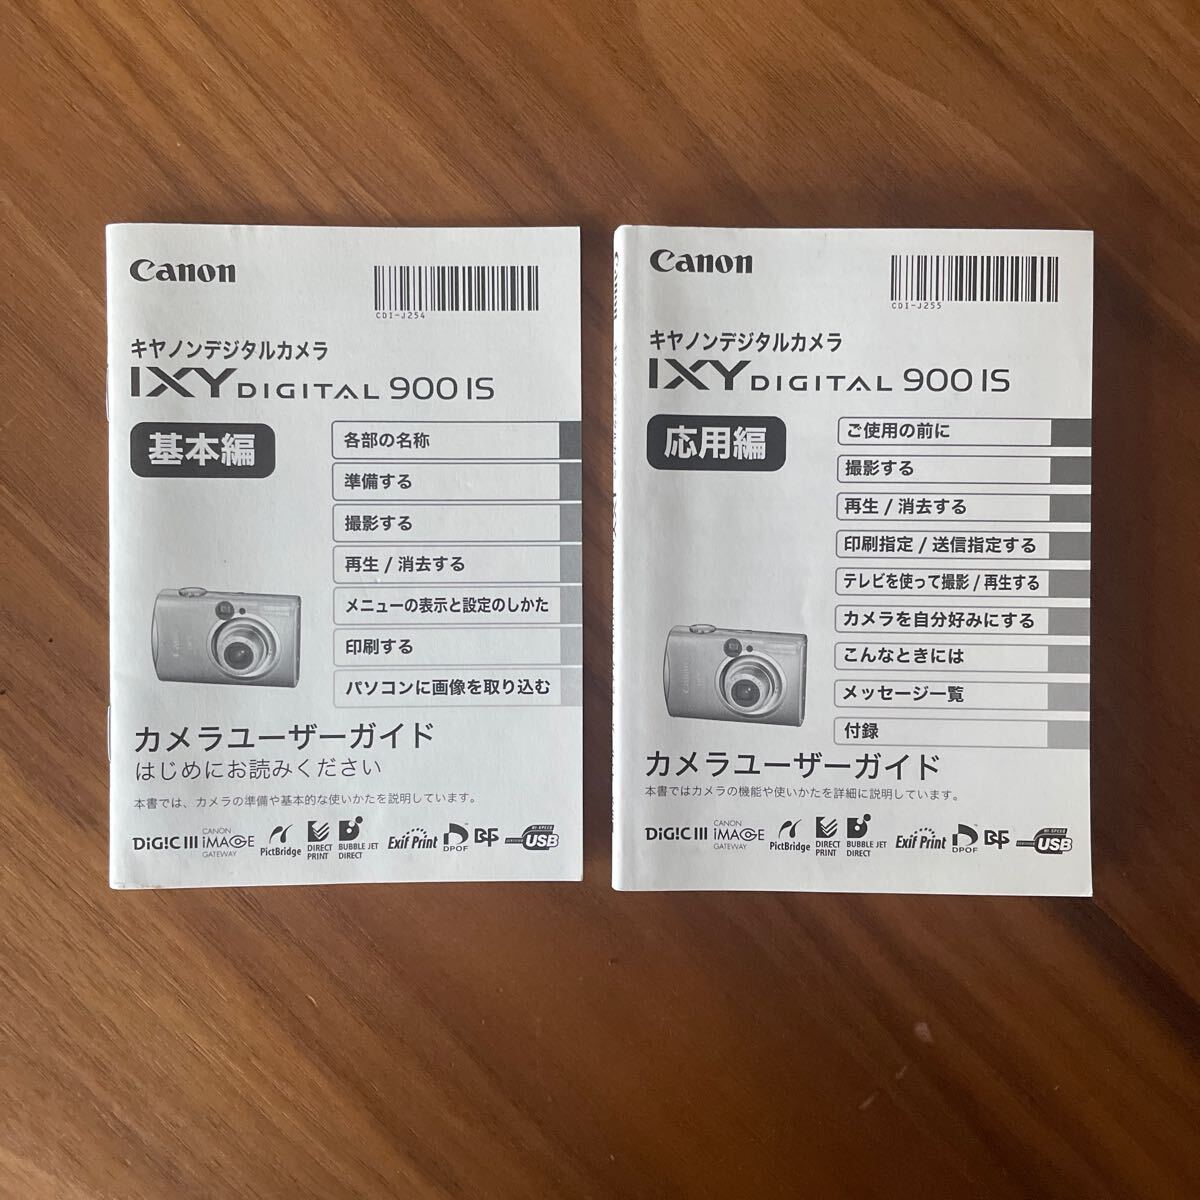 Canon
CDI-J254
キヤノンデジタルカメラ
IXY DIGITAL 900 IS
基本編
各部の名称
準備する
撮影する
再生 / 消去する
メニューの表示と設定のしかた
印刷する
パソコンに画像を取り込む
カメラユーザーガイド
はじめにお読みください
本書では、カメラの準備や基本的な使いかたを説明しています。
DiGiC III
CANON iMAGE GATEWAY
PictBridge
DIRECT PRINT
BUBBLE JET DIRECT
Exif Print
DPOF
HI-SPEED CERTIFIED USB
Canon
CDI-J255
キヤノンデジタルカメラ
IXY DIGITAL 900 IS
応用編
ご使用の前に
撮影する
再生 / 消去する
印刷指定 / 送信指定する
テレビを使って撮影 / 再生する
カメラを自分好みにする
こんなときには
メッセージ一覧
付録
カメラユーザーガイド
本書ではカメラの機能や使いかたを詳細に説明しています。
DiGiC III
CANON iMAGE GATEWAY
PictBridge
DIRECT PRINT
BUBBLE JET DIRECT
Exif Print
DPOF
HI-SPEED CERTIFIED USB